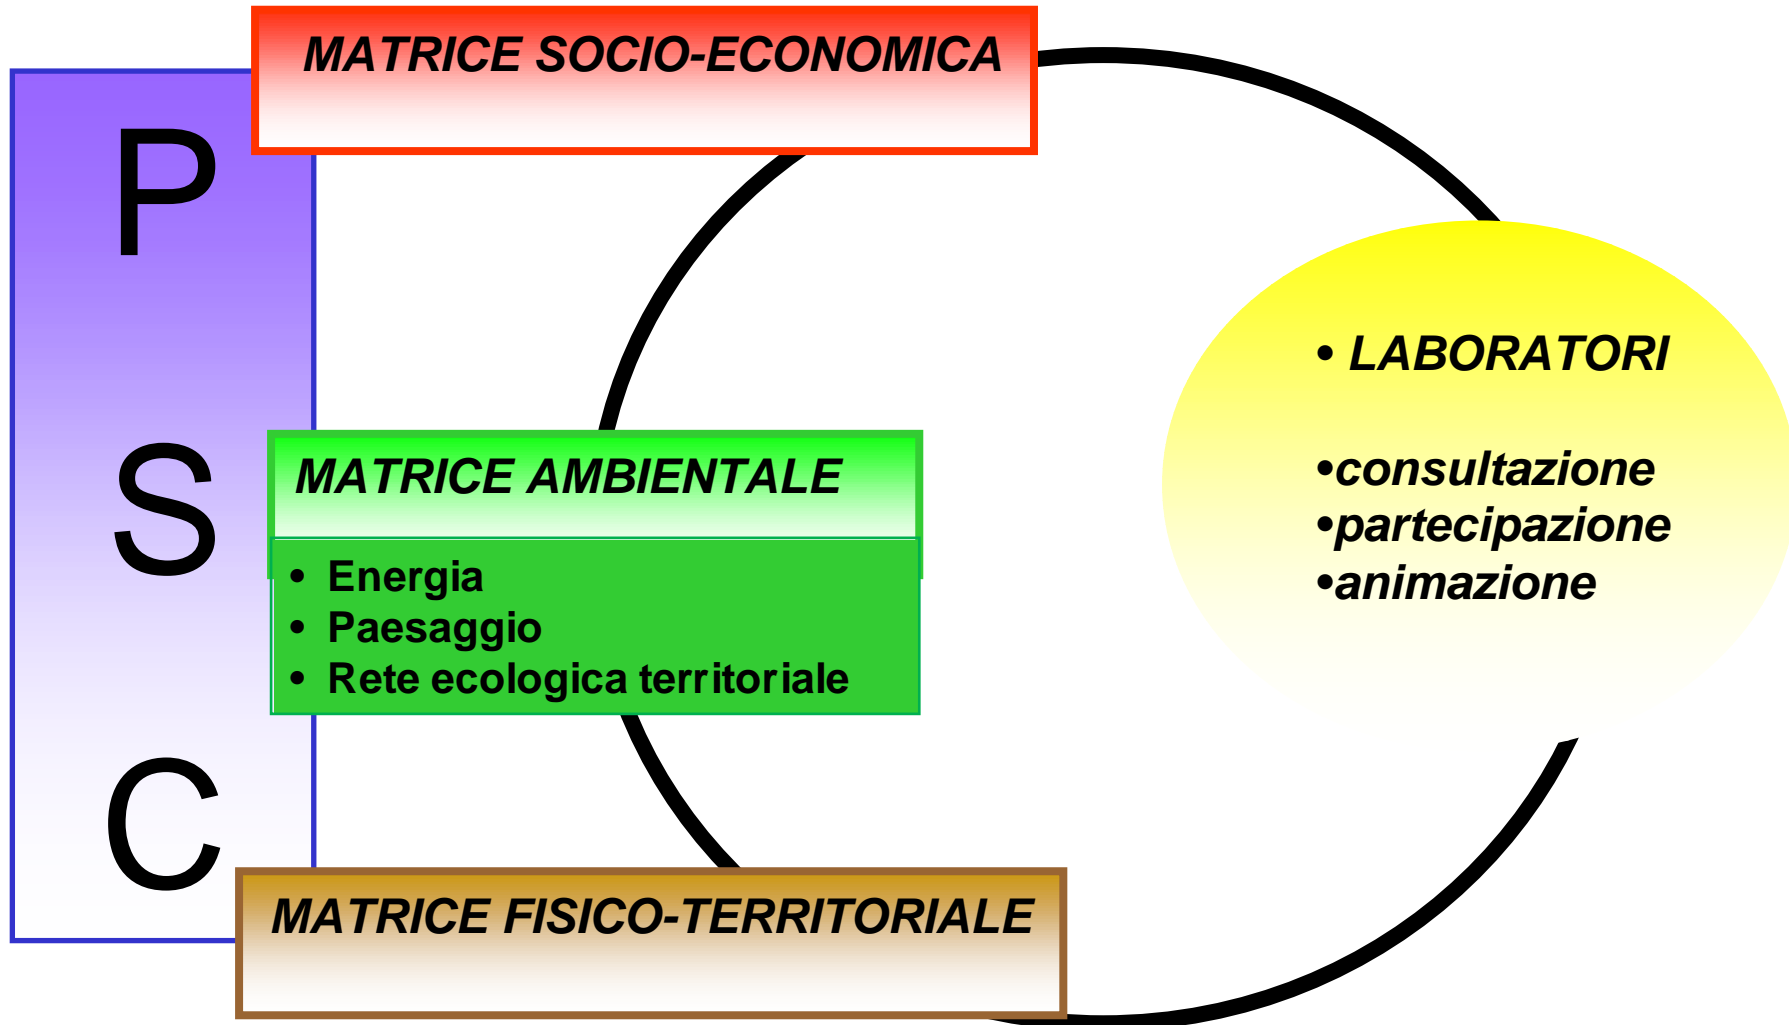 P
S
C
MATRICE SOCIO-ECONOMICA
MATRICE AMBIENTALE
• Energia
• Paesaggio
• Rete ecologica territoriale
MATRICE FISICO-TERRITORIALE
• LABORATORI
•consultazione
•partecipazione
•animazione